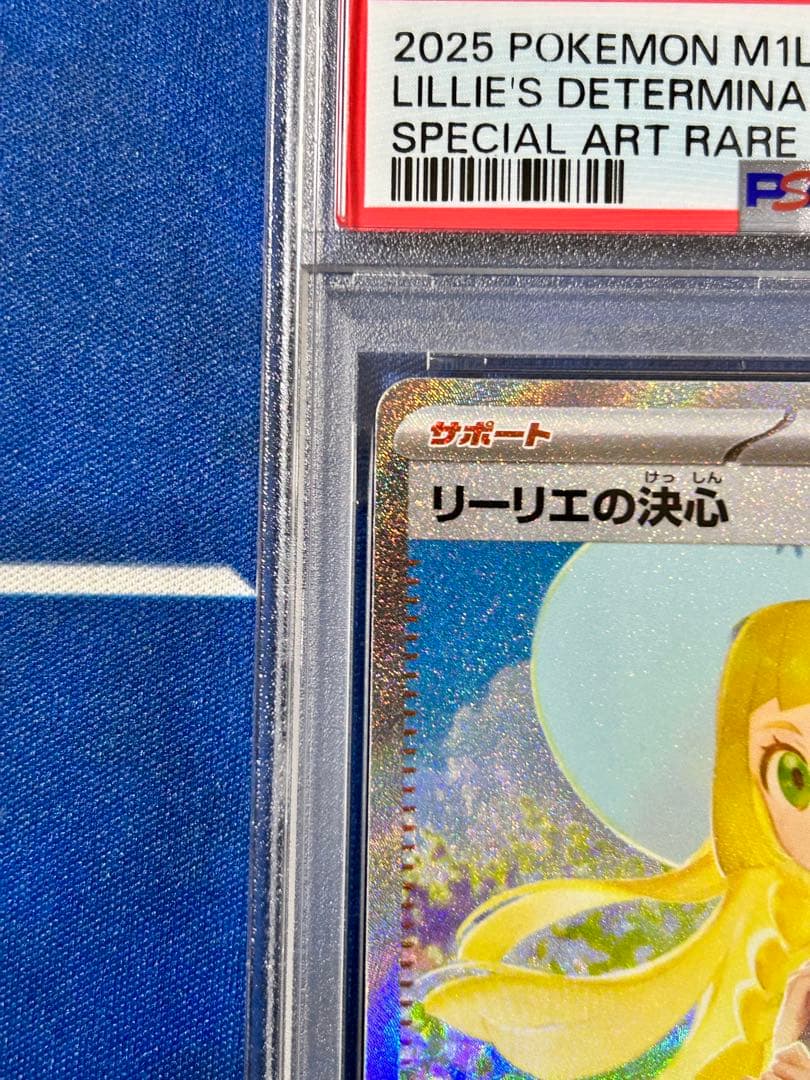 2025 POKEMON M1L
LILLIE'S DETERMINA
SPECIAL ART RARE
PS
サポート
けっ しん
リーリエの決心